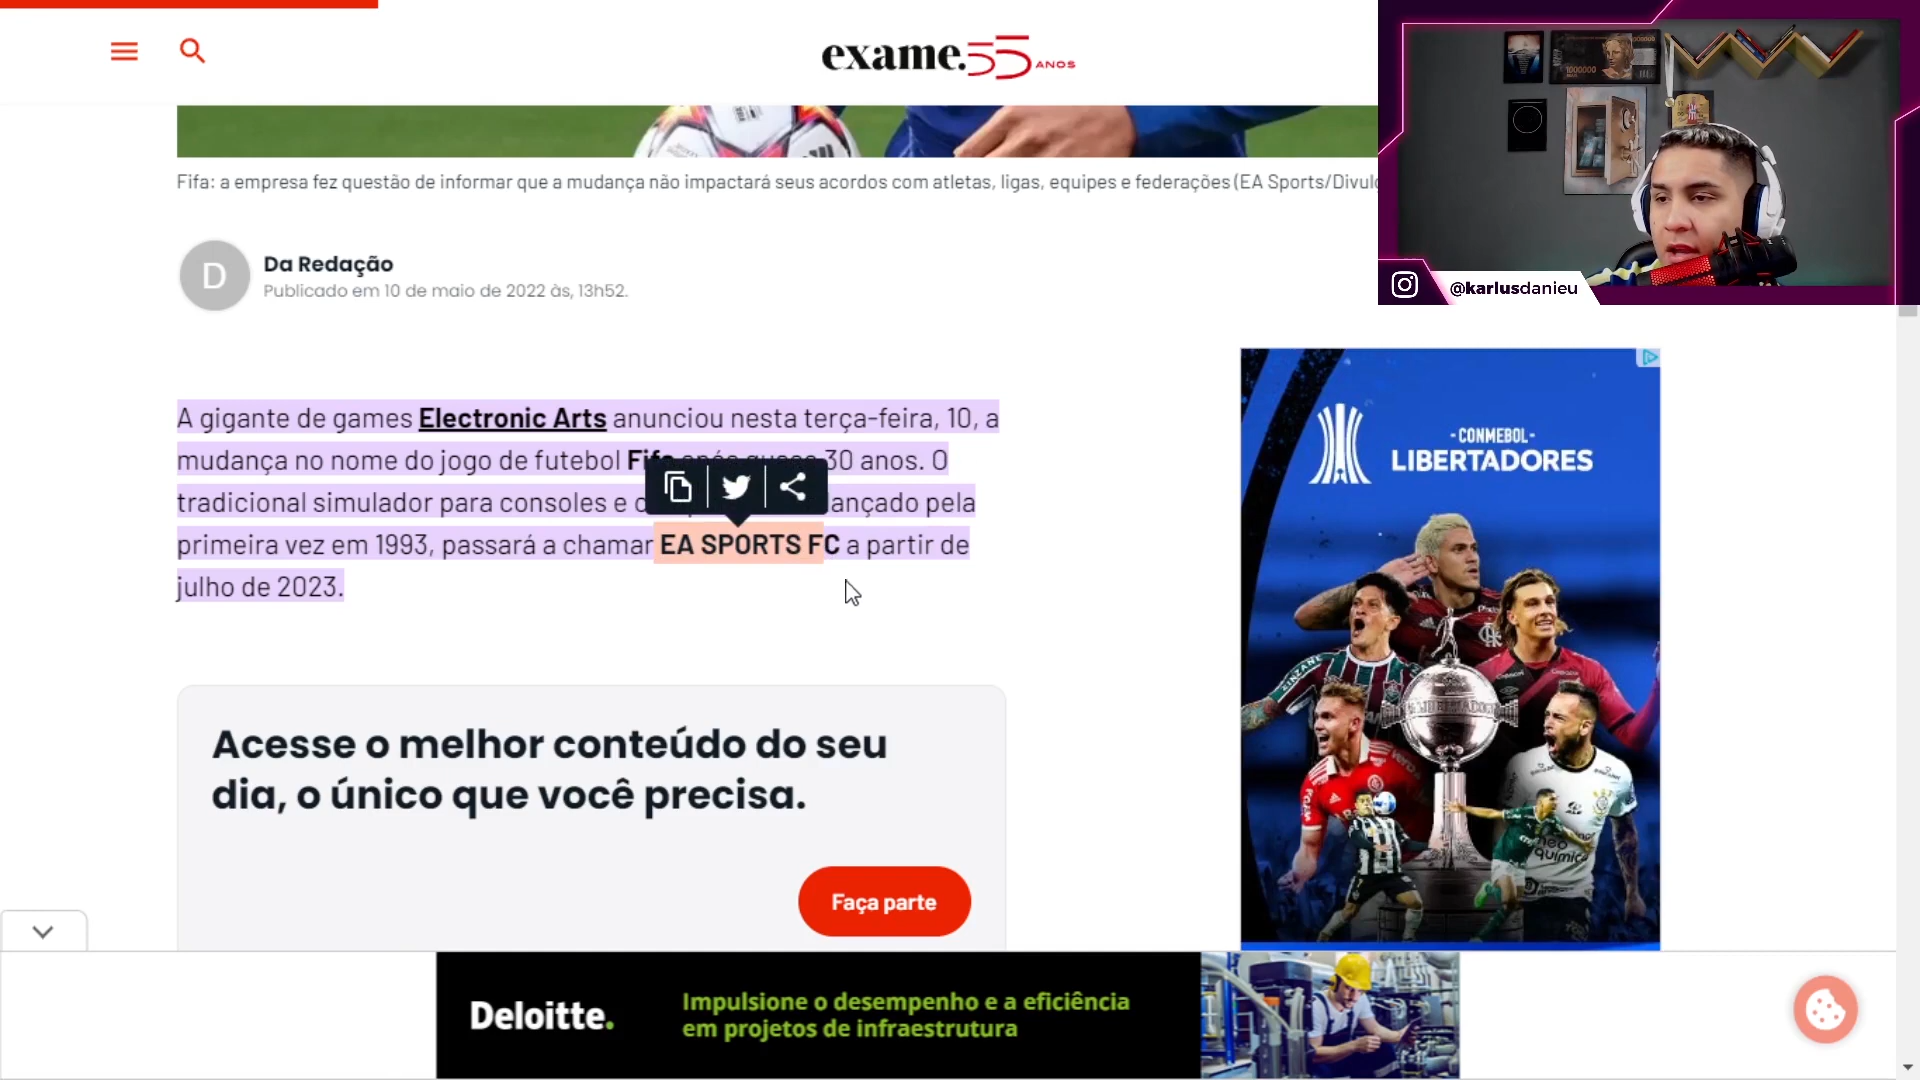 exame.55 ANOS
Fifa: a empresa fez questão de informar que a mudança não impactará seus acordos com atletas, ligas, equipes e federações (EA Sports/
@karlusdanieu
D
Da Redação
Publicado em 10 de maio de 2022 às, 13h52.
A gigante de games Electronic Arts anunciou nesta terça-feira, 10, a
mudança no nome do jogo de futebol Fifa após quase 30 anos. O
tradicional simulador para consoles e lançado pela
primeira vez em 1993, passará a chamar EA SPORTS FC a partir de
julho de 2023.
-CONMEBOL-
LIBERTADORES
Acesse o melhor conteúdo do seu
dia, o único que você precisa.
Faça parte
Deloitte.
Impulsione o desempenho e a eficiência
em projetos de infraestrutura